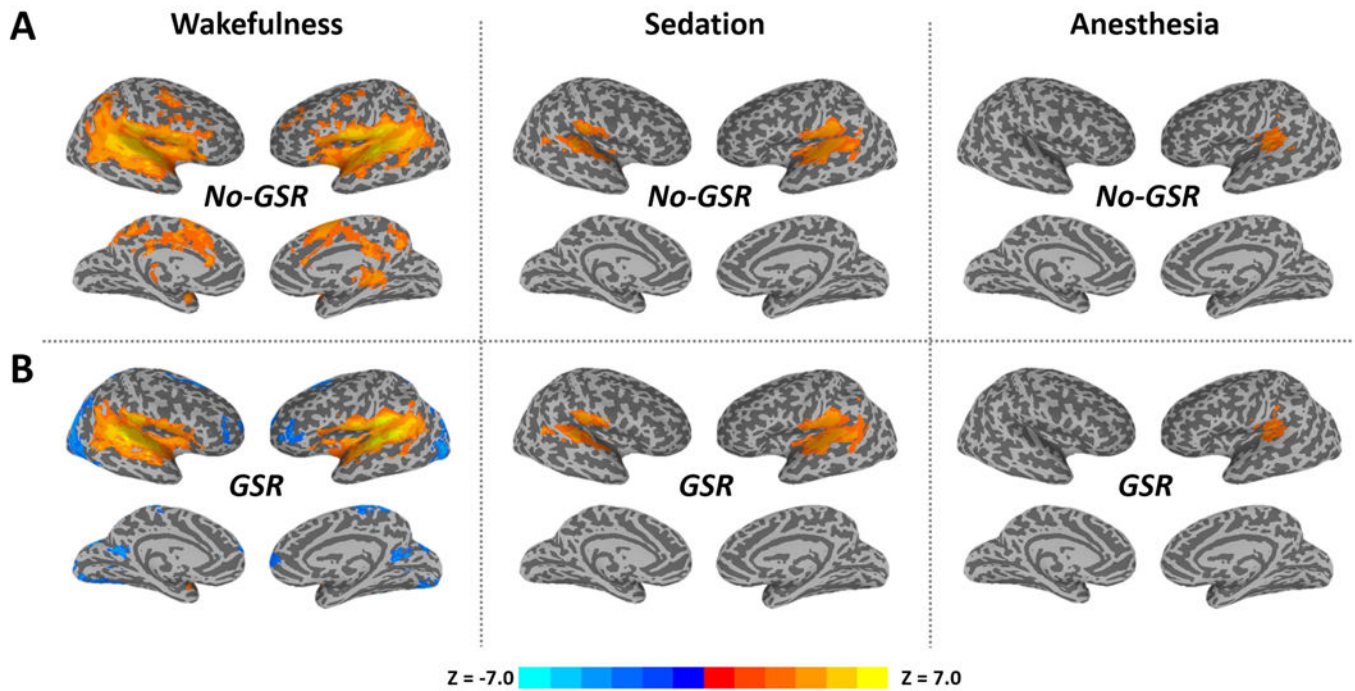 A
Wakefulness
Sedation
Anesthesia
No-GSR
No-GSR
No-GSR
B
GSR
GSR
GSR
Z = -7.0
Z = 7.0